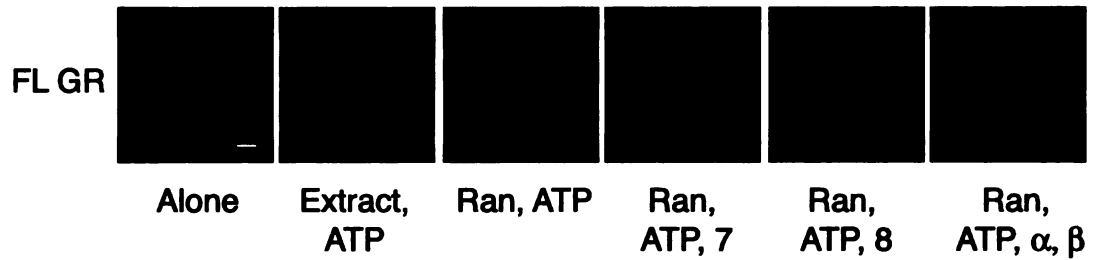 FL GR
Alone
Extract,
ATP
Ran, ATP
Ran,
ATP, 7
Ran,
ATP, 8
Ran,
ATP, α, β